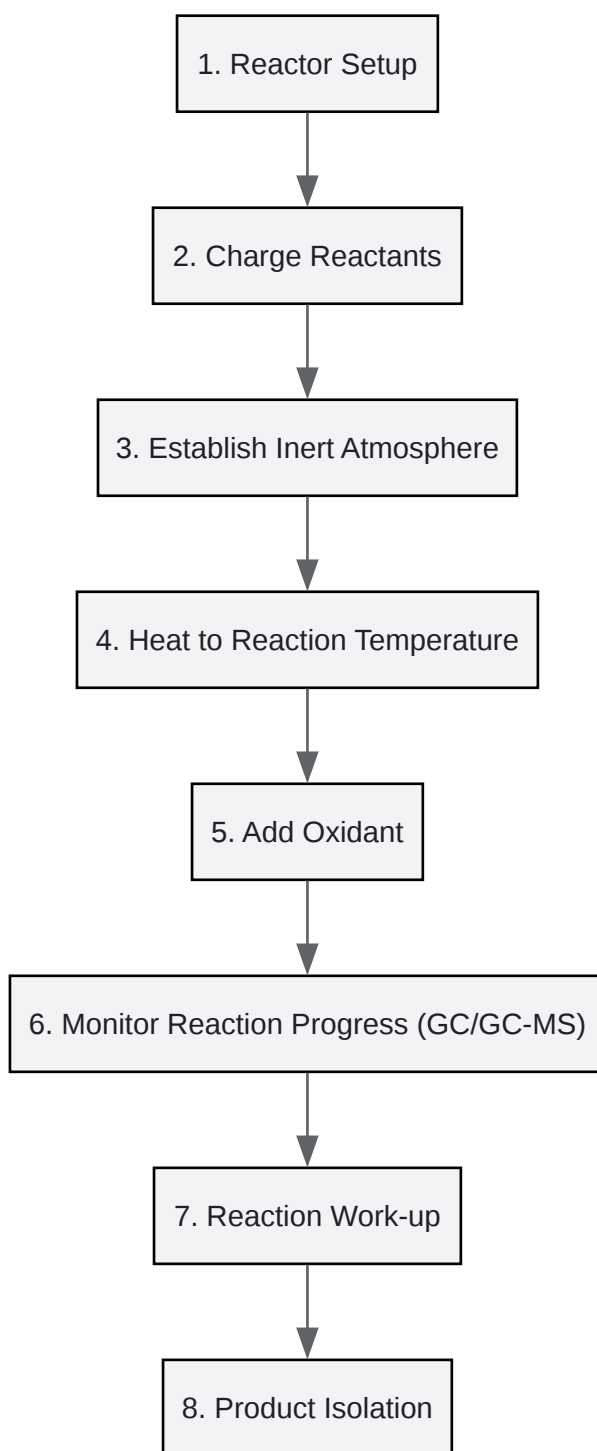 1. Reactor Setup
2. Charge Reactants
3. Establish Inert Atmosphere
4. Heat to Reaction Temperature
5. Add Oxidant
6. Monitor Reaction Progress (GC/GC-MS)
7. Reaction Work-up
8. Product Isolation